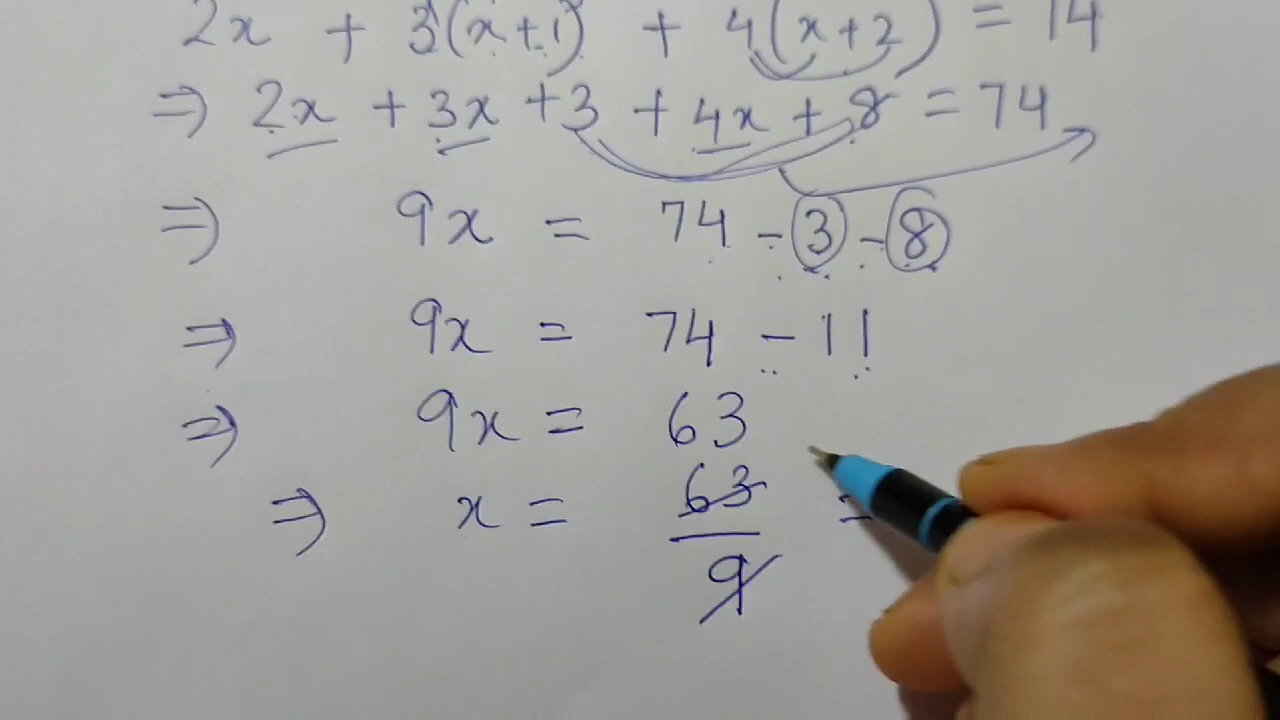 2x + 3(x+1) + 4(x+2) = 74
⇒ 2x + 3x + 3 + 4x + 8 = 74
⇒ 9x = 74 - 3 - 8
⇒ 9x = 74 - 11
⇒ 9x = 63
⇒ x = 63/9 =